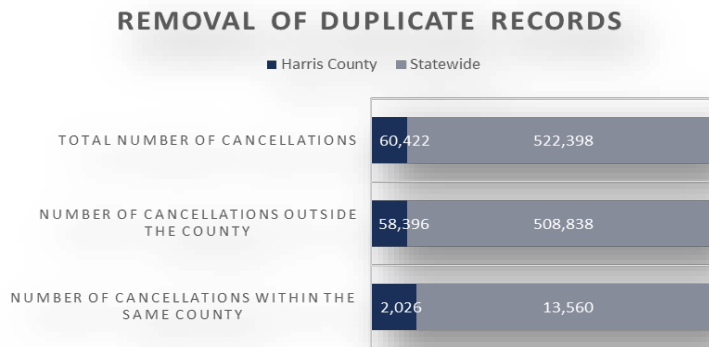 REMOVAL OF DUPLICATE RECORDS
Harris County Statewide
TOTAL NUMBER OF CANCELLATIONS 60,422 522,398
NUMBER OF CANCELLATIONS OUTSIDE
THE COUNTY 58,396 508,838
NUMBER OF CANCELLATIONS WITHIN THE
SAME COUNTY 2,026 13,560